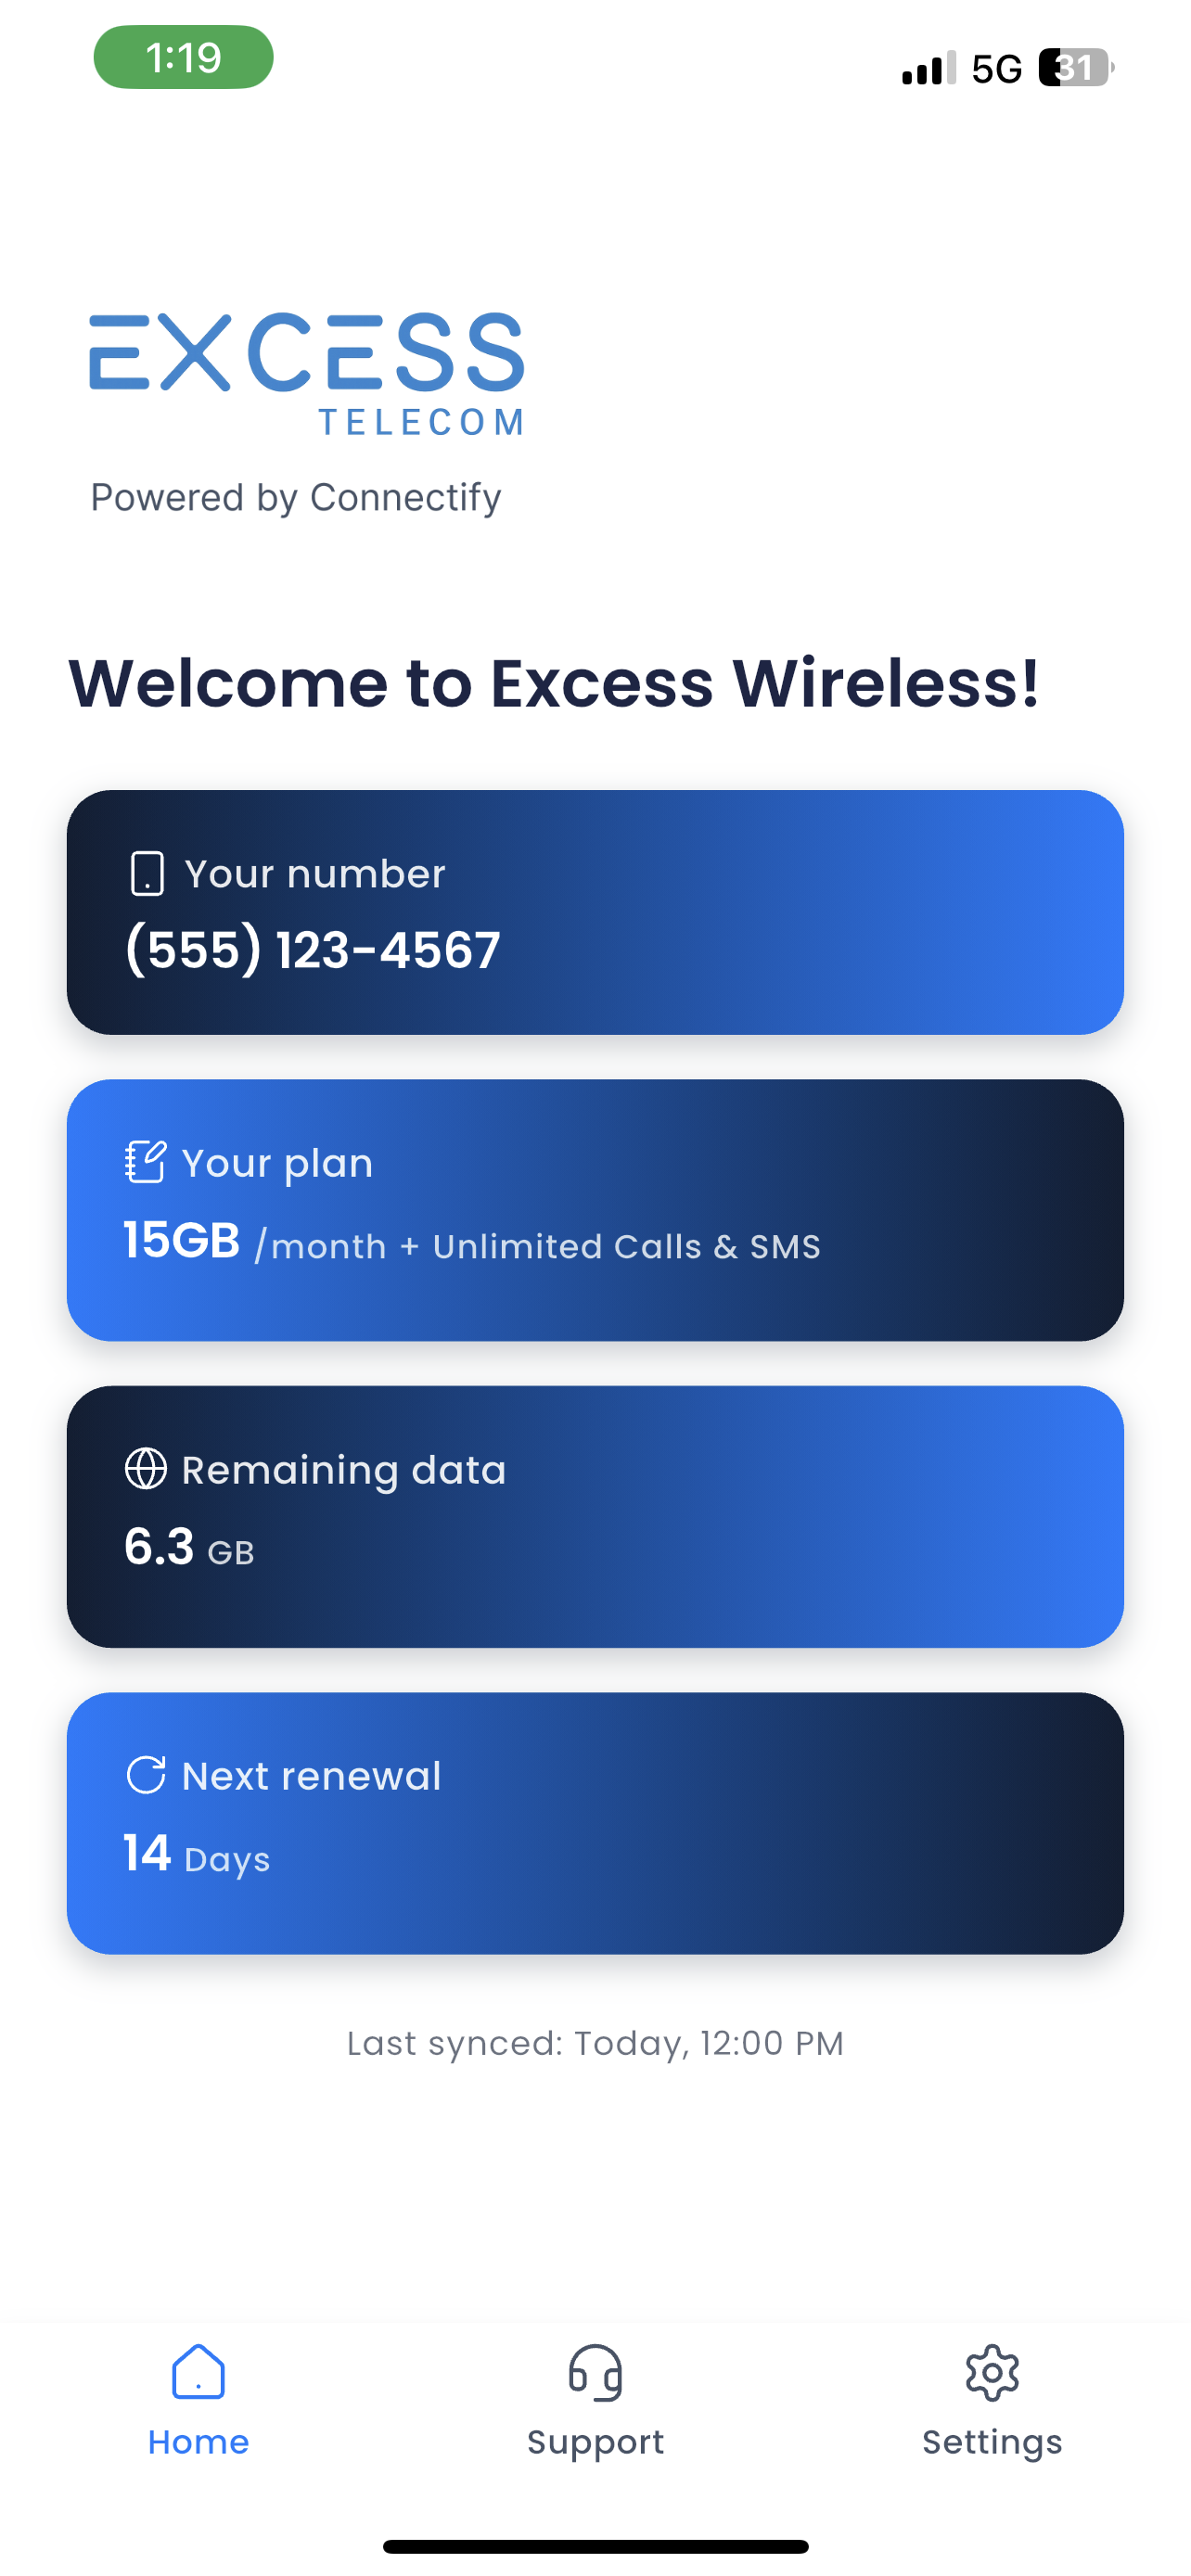 1:19
5G
31
EXCESS
TELECOM
Powered by Connectify
Welcome to Excess Wireless!
Your number
(555) 123-4567
Your plan
15GB /month + Unlimited Calls & SMS
Remaining data
6.3 GB
Next renewal
14 Days
Last synced: Today, 12:00 PM
Home
Support
Settings